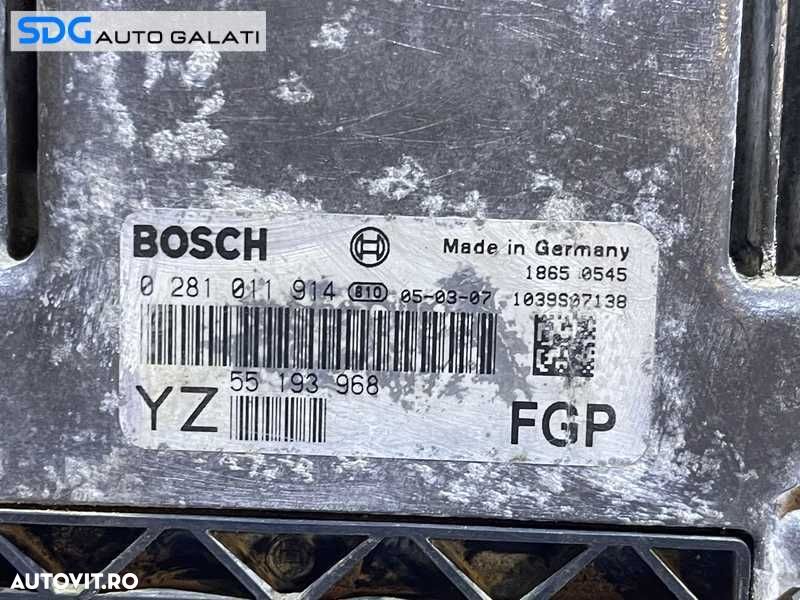 SDG AUTO GALATI
BOSCH
Made in Germany
1865 0545
0 281 011 914 810 05-03-07 1039S07138
55 193 968
YZ
FGP
AUTOVIT.RO